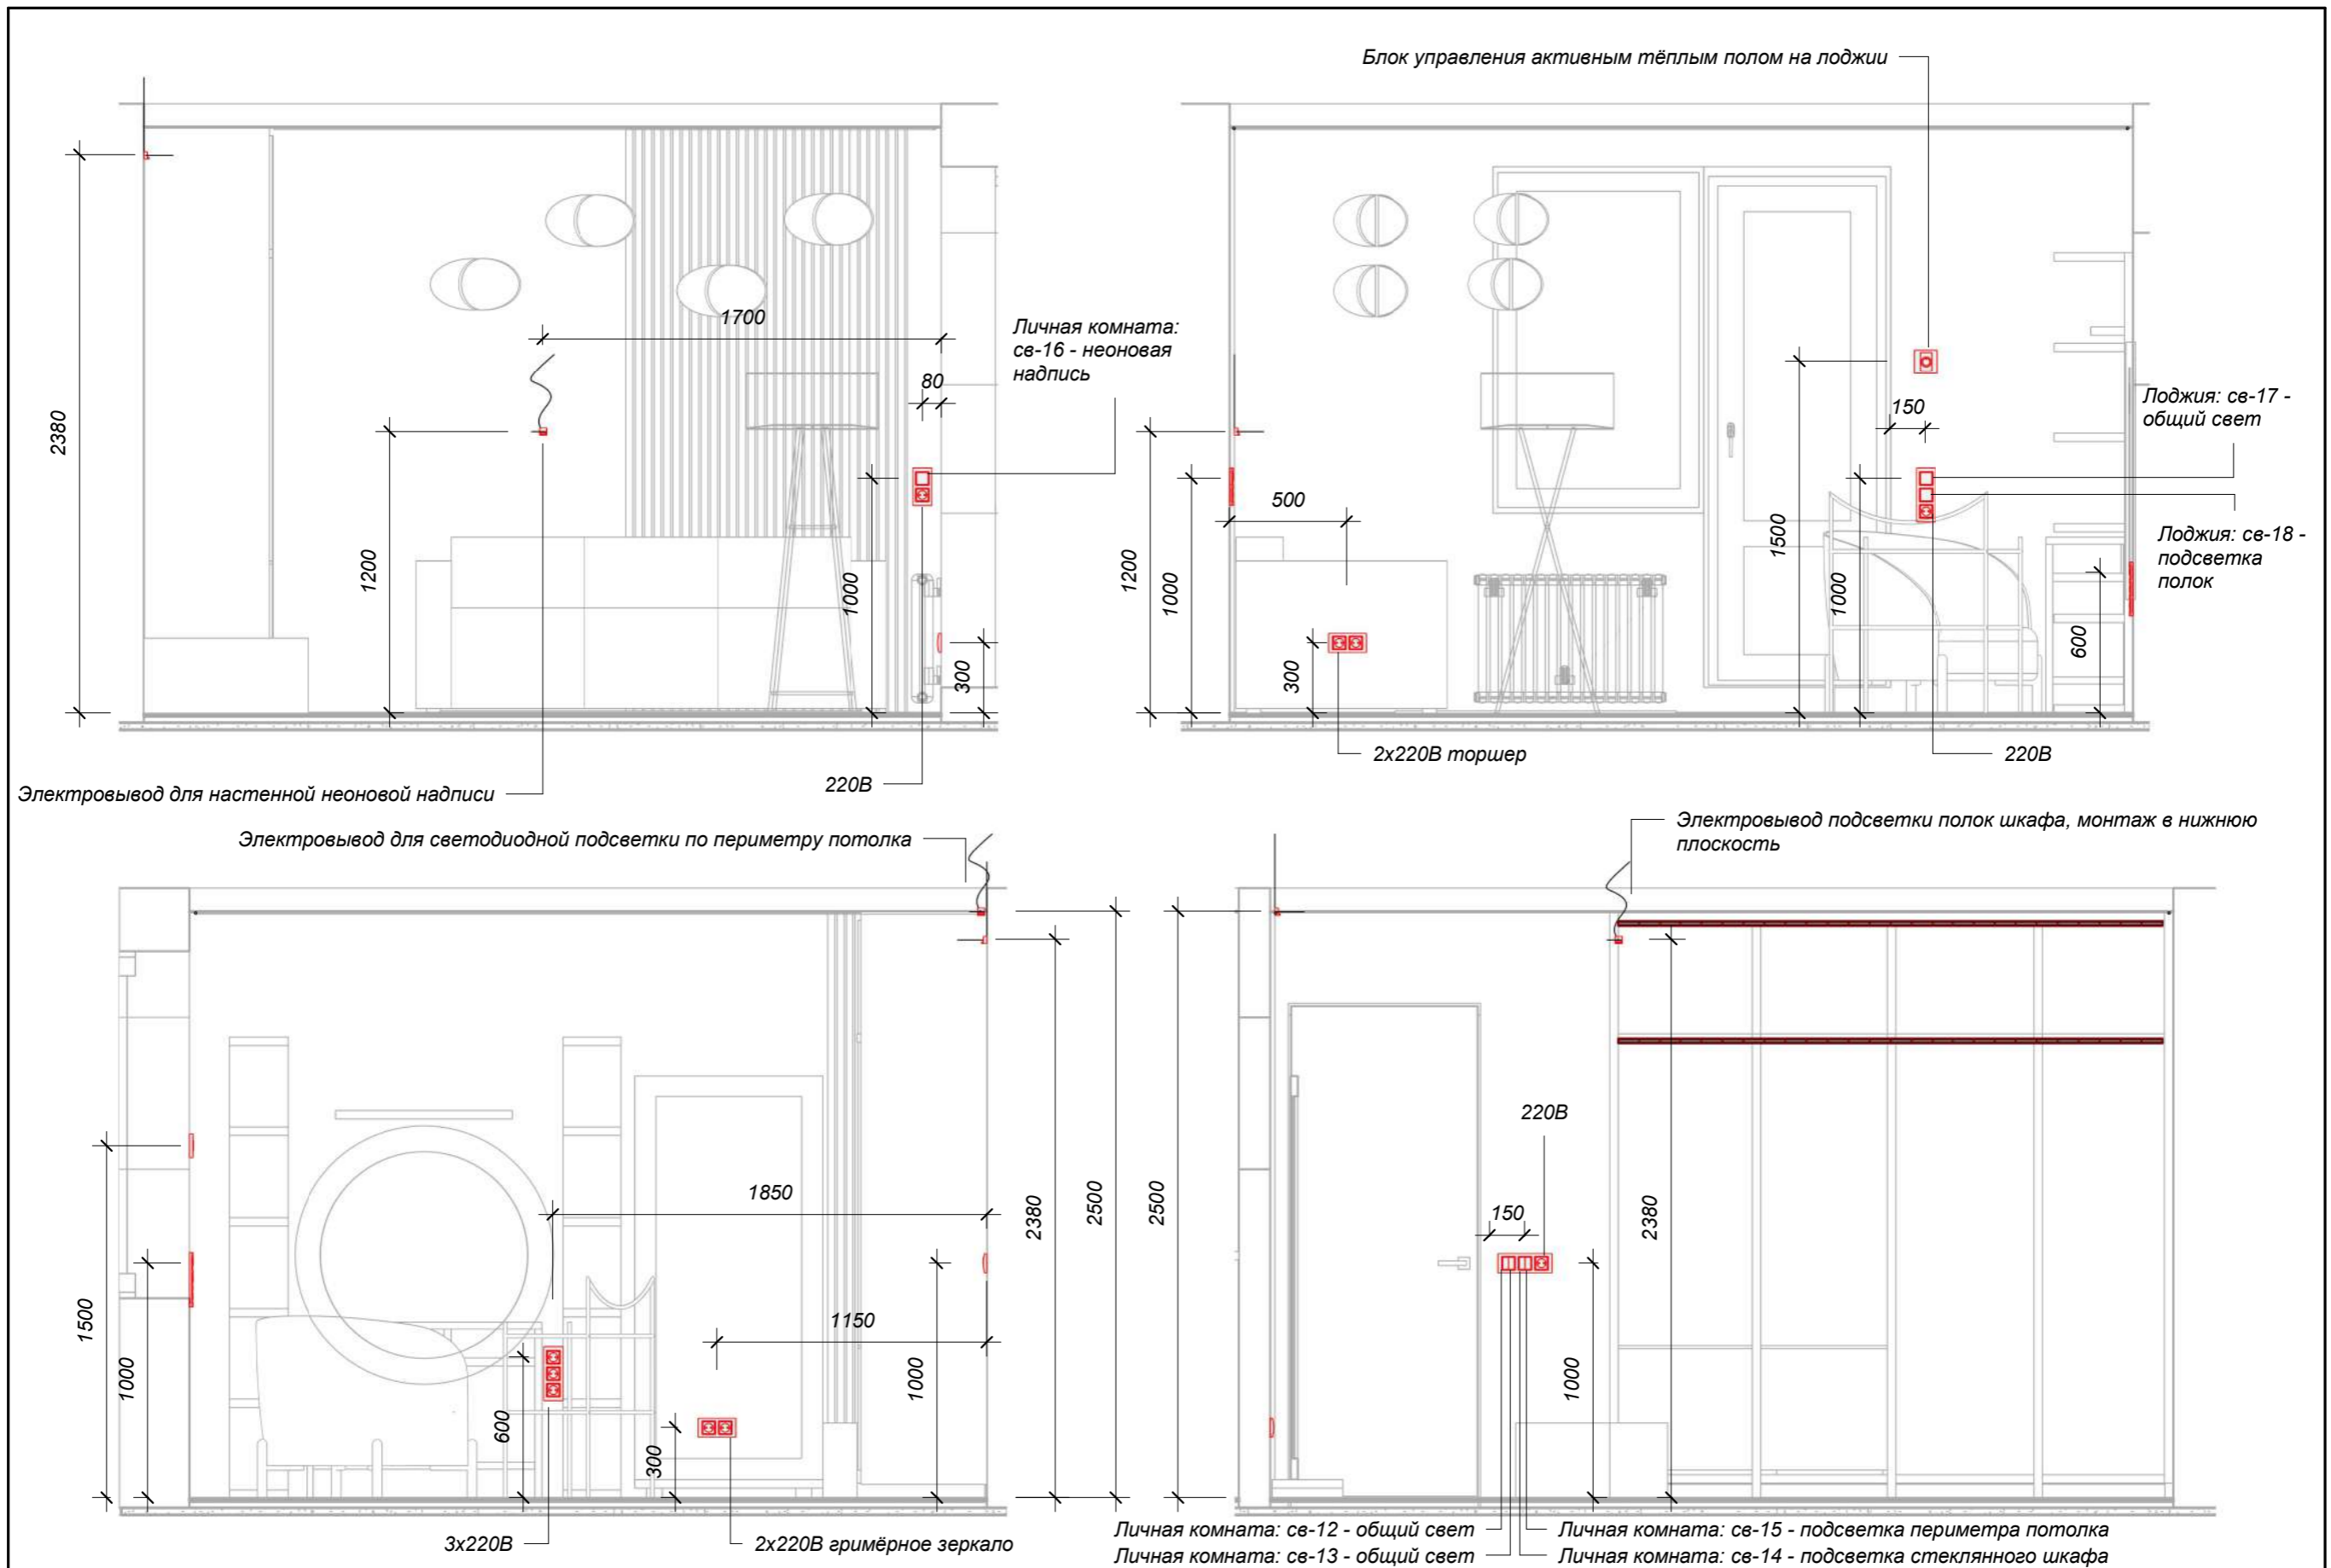 Блок управления активным тёплым полом на лоджии
2380
1200
1700
80
1000
300
Личная комната:
св-16 - неоновая
надпись
Электровывод для настенной неоновой надписи
220В
1200
1000
500
300
1500
150
1000
600
Лоджия: св-17 -
общий свет
Лоджия: св-18 -
подсветка
полок
2х220В торшер
220В
Электровывод для светодиодной подсветки по периметру потолка
1500
1000
600
300
1850
1150
1000
2380
2500
3х220В
2х220В гримёрное зеркало
Электровывод подсветки полок шкафа, монтаж в нижнюю
плоскость
2500
220В
150
1000
2380
Личная комната: св-12 - общий свет
Личная комната: св-13 - общий свет
Личная комната: св-15 - подсветка периметра потолка
Личная комната: св-14 - подсветка стеклянного шкафа